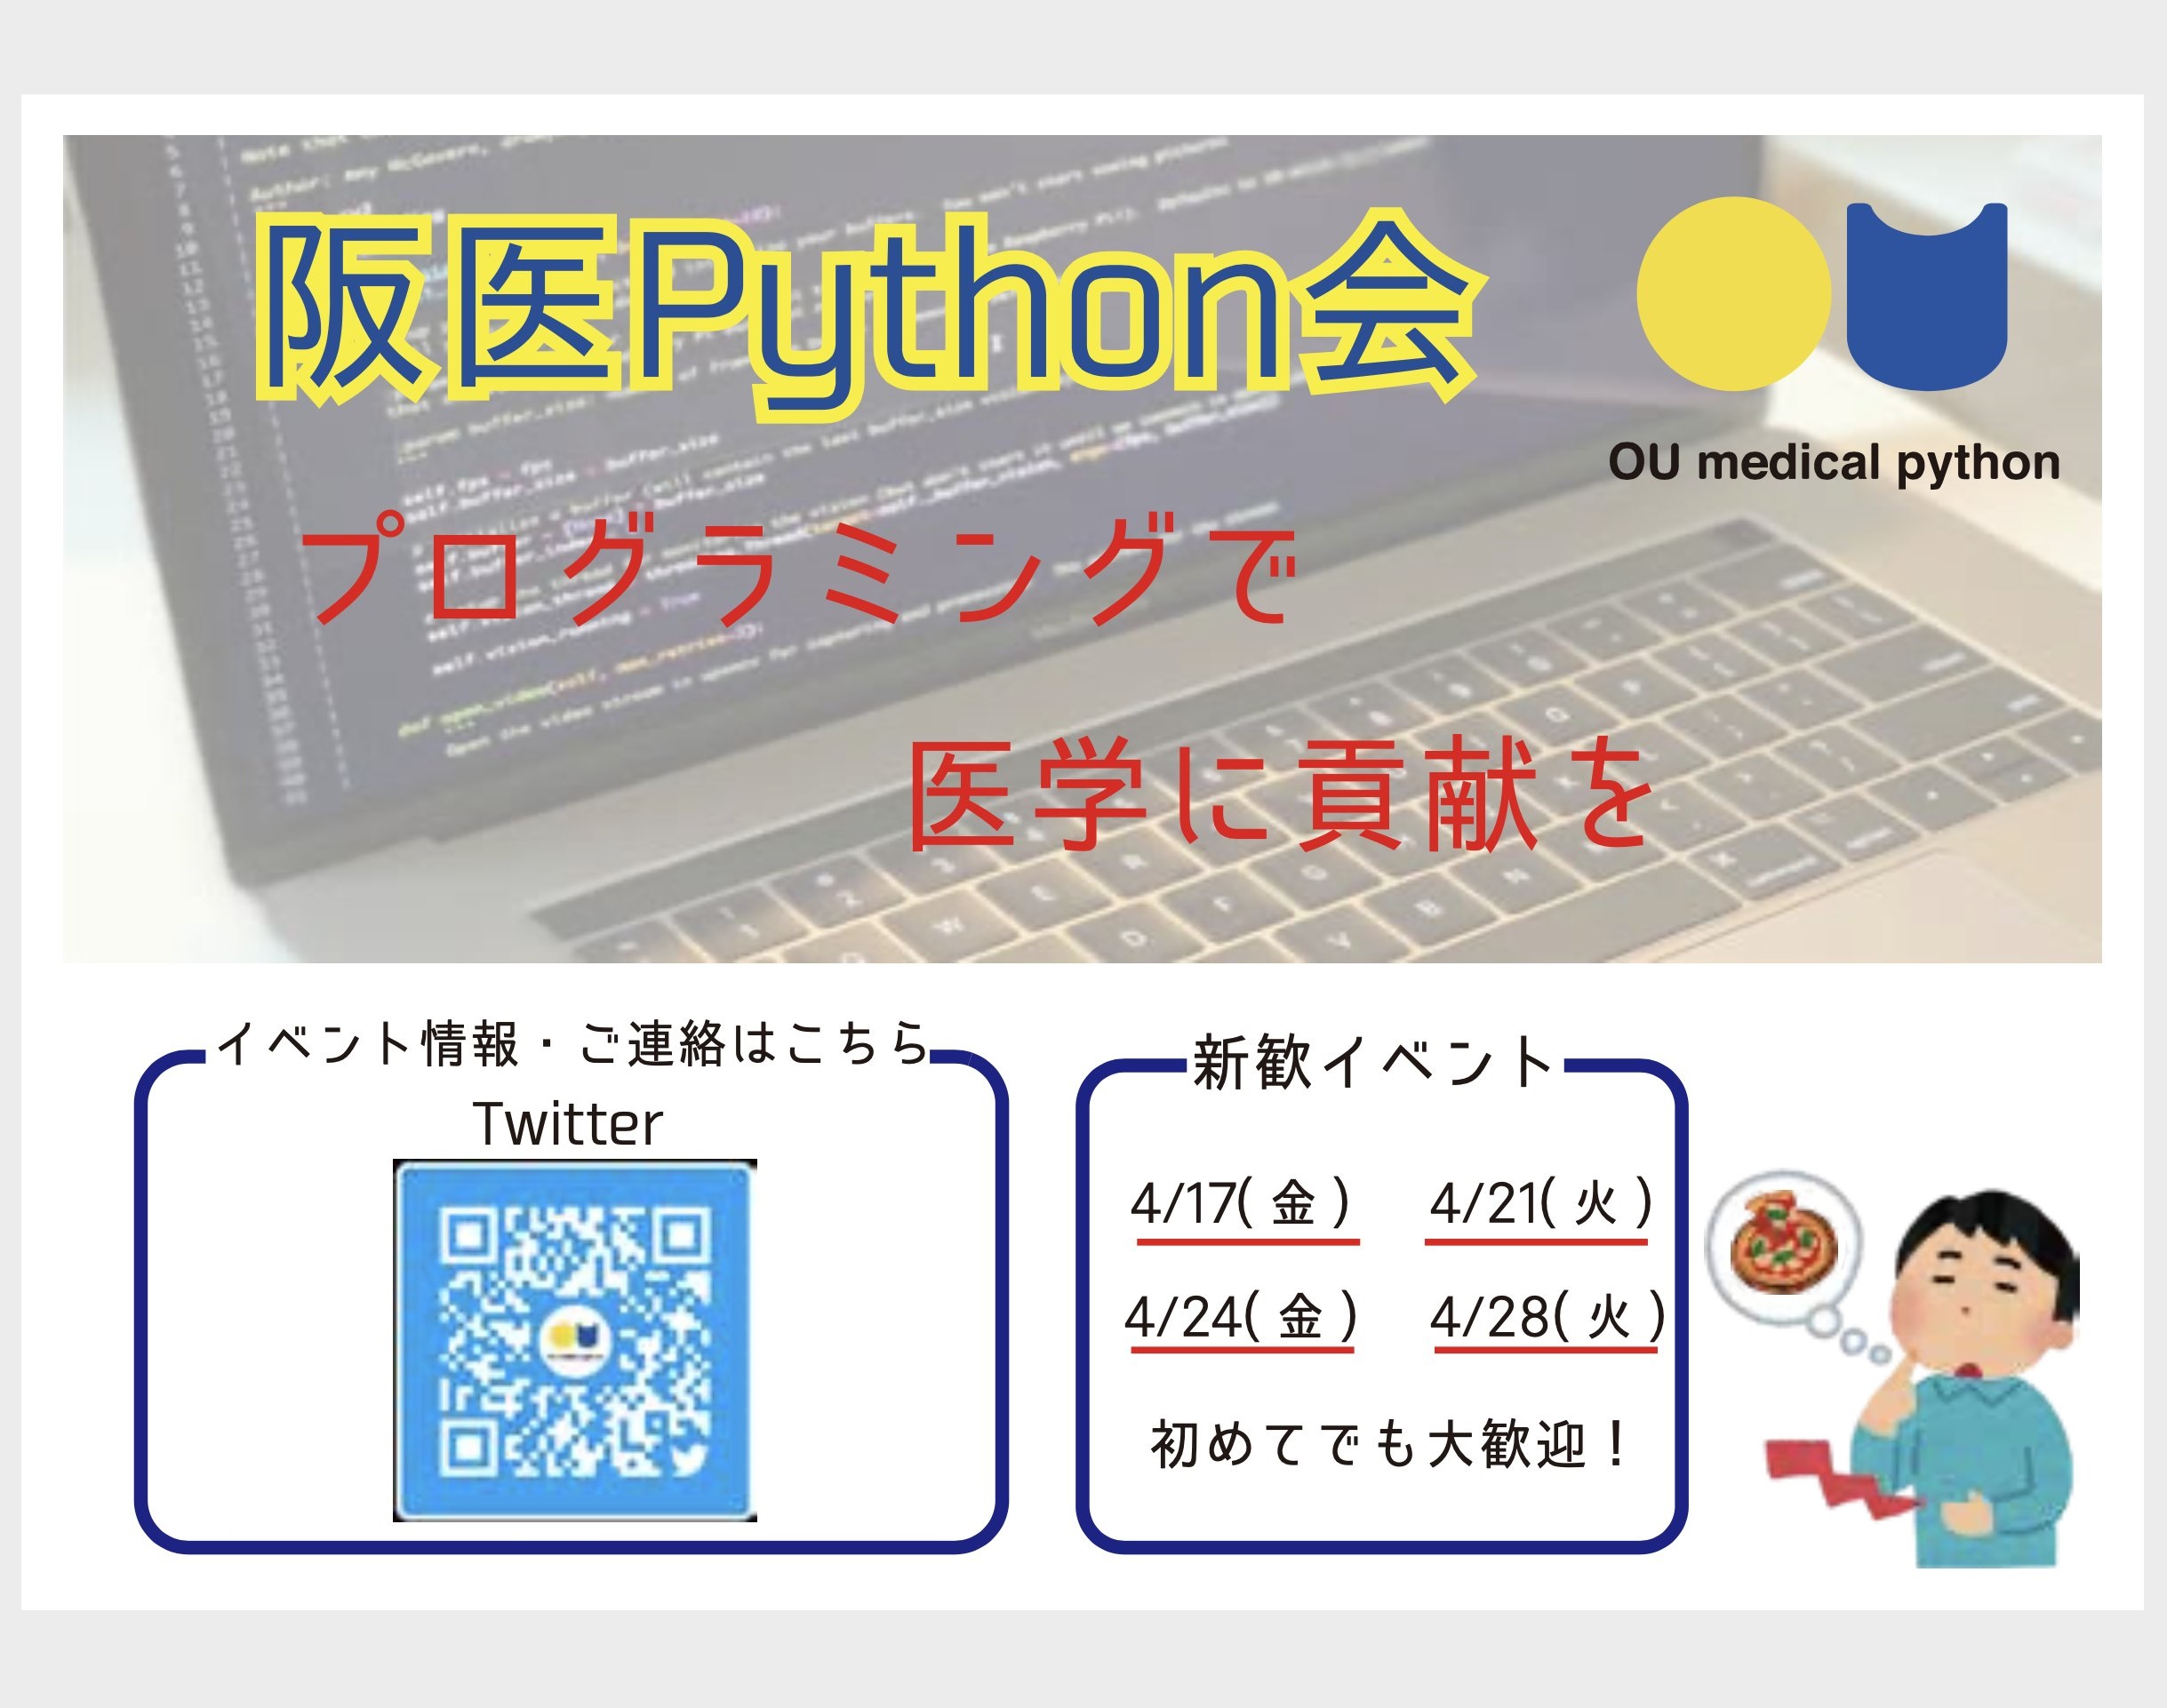 阪医Python会
OU medical python
プログラミングで
医学に貢献を
イベント情報・ご連絡はこちら
Twitter
新歓イベント
4/17( 金 ) 4/21( 火 )
4/24( 金 ) 4/28( 火 )
初めてでも大歓迎！